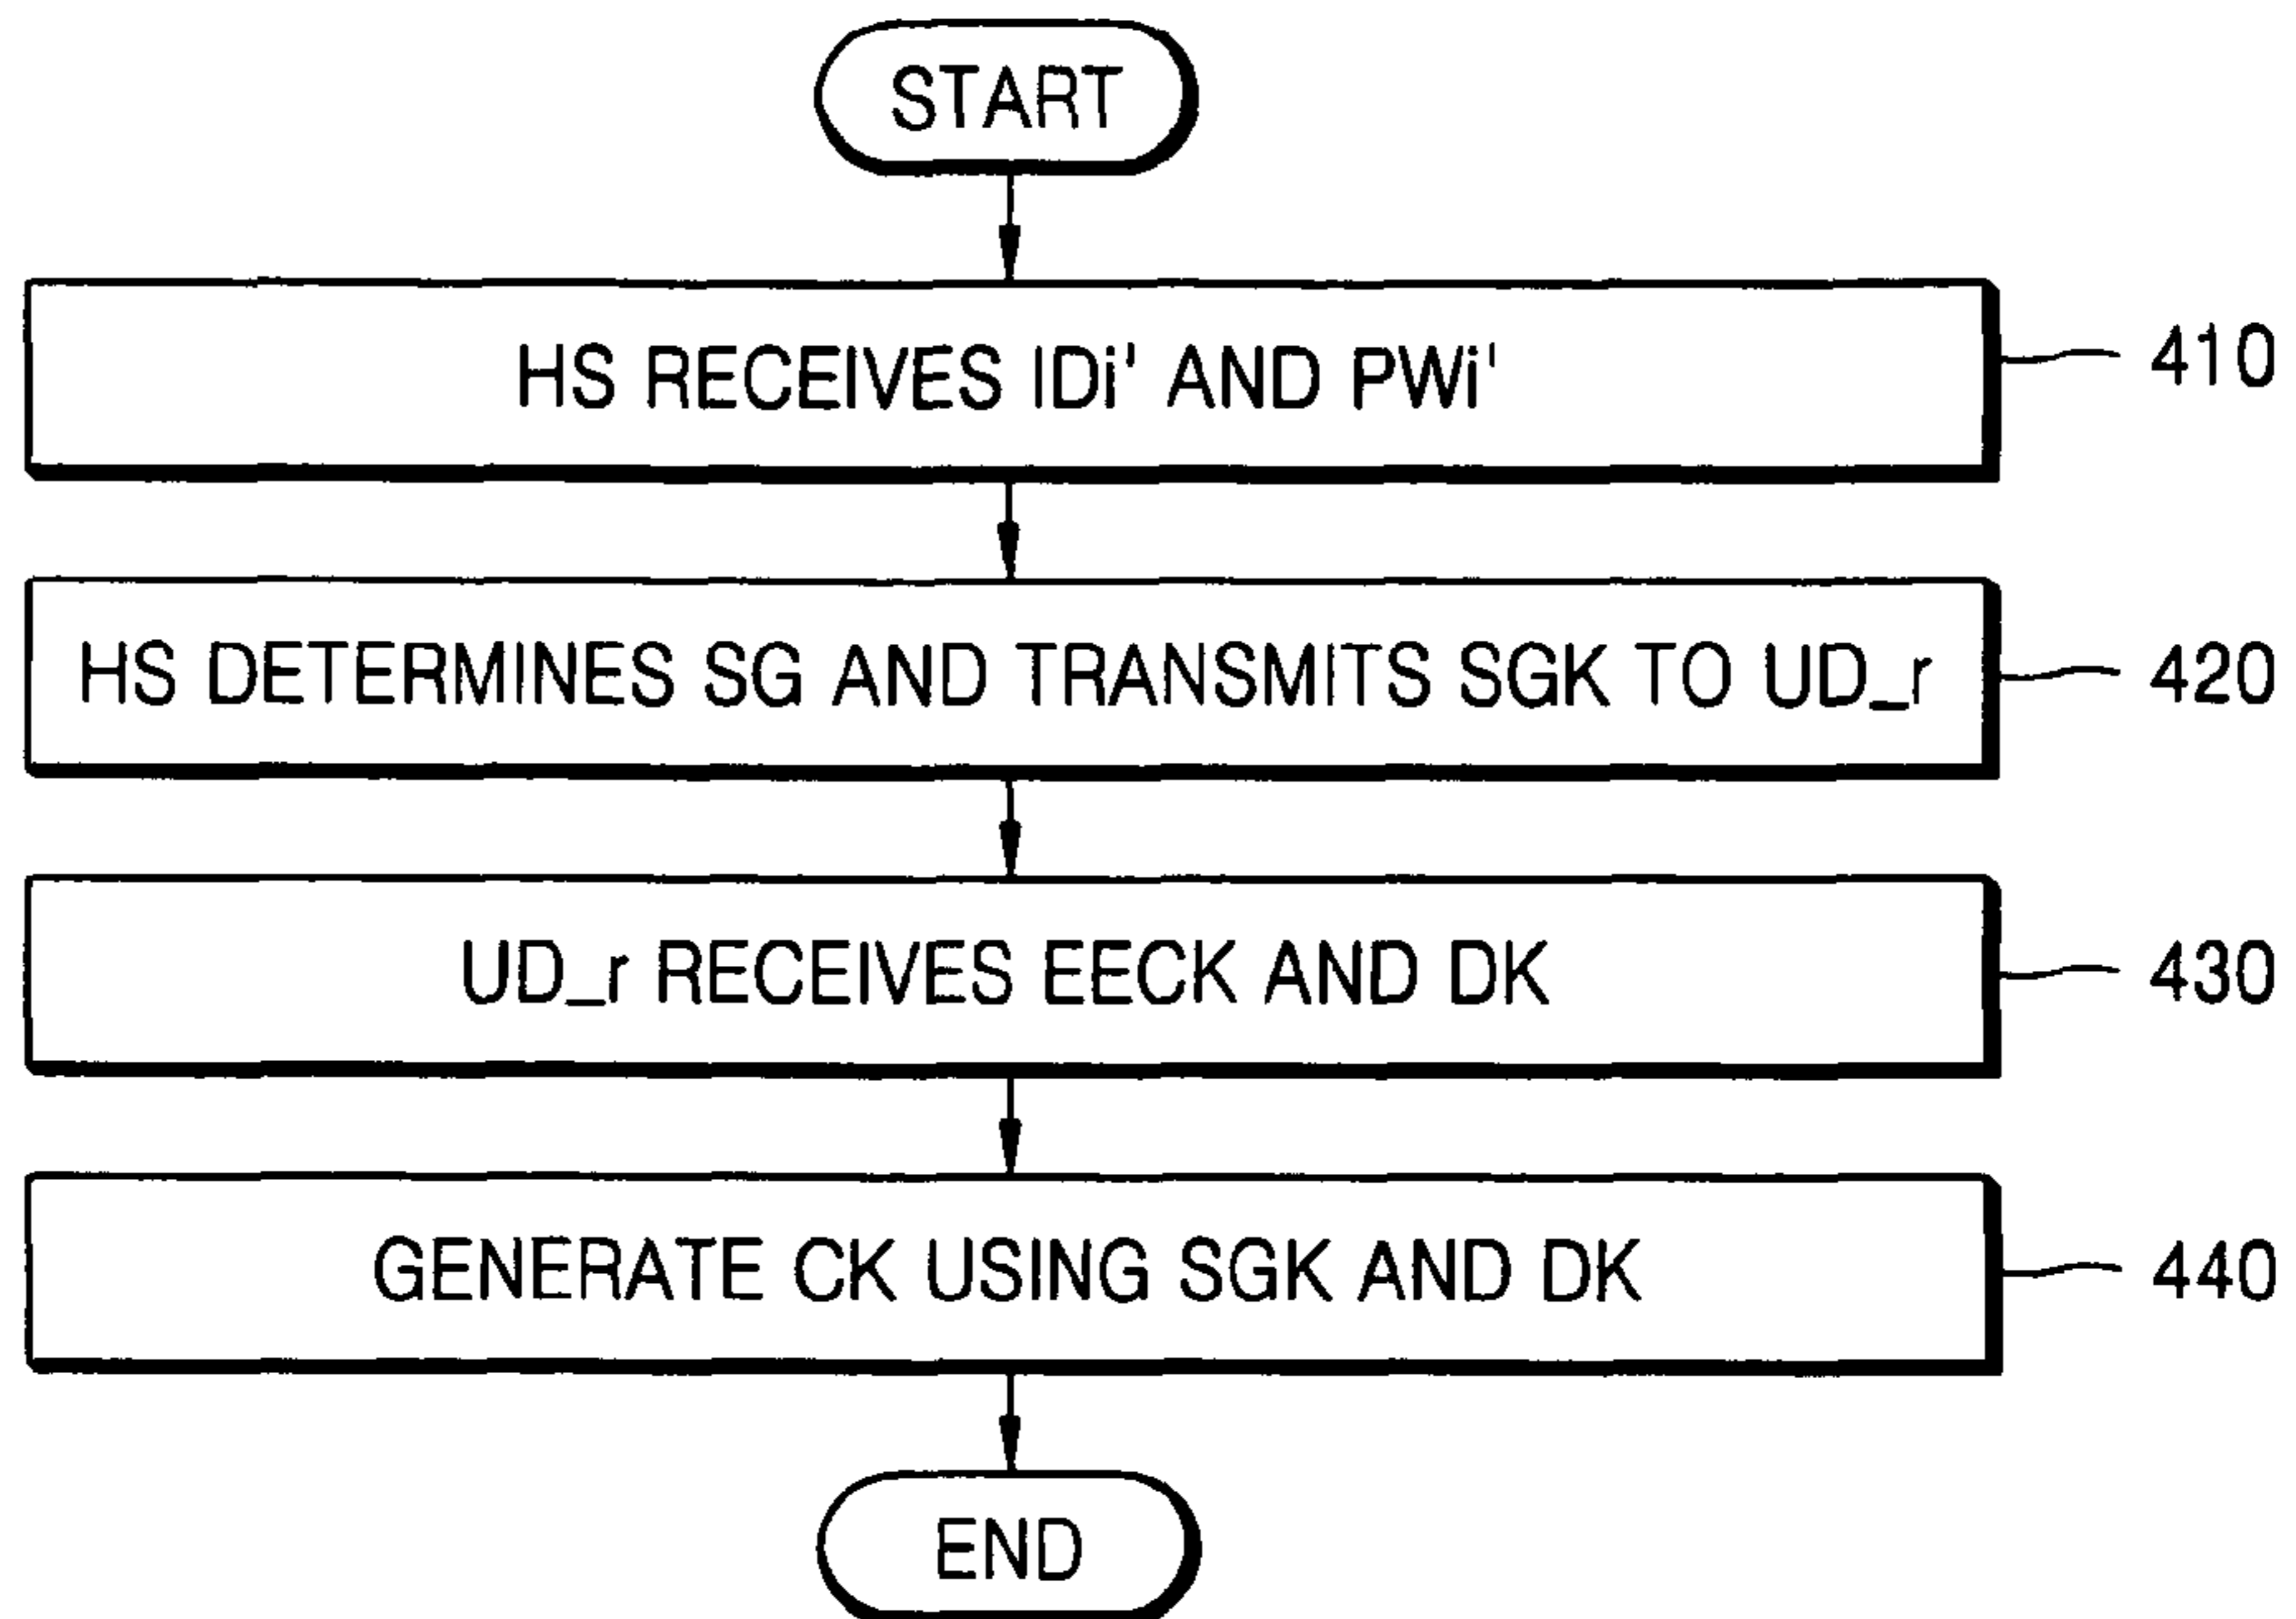 START
HS RECEIVES IDi' AND PWi'
410
HS DETERMINES SG AND TRANSMITS SGK TO UD_r
420
UD_r RECEIVES EECK AND DK
430
GENERATE CK USING SGK AND DK
440
END